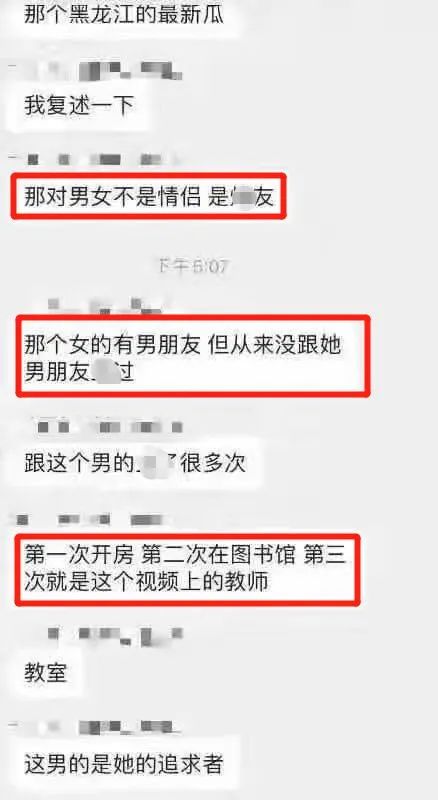 那个黑龙江的最新瓜
我复述一下
那对男女不是情侣 是 友
下午 5:07
那个女的有男朋友 但从来没跟她
男朋友 过
跟这个男的 了很多次
第一次开房 第二次在图书馆 第三
次就是这个视频上的教师
教室
这男的是她的追求者